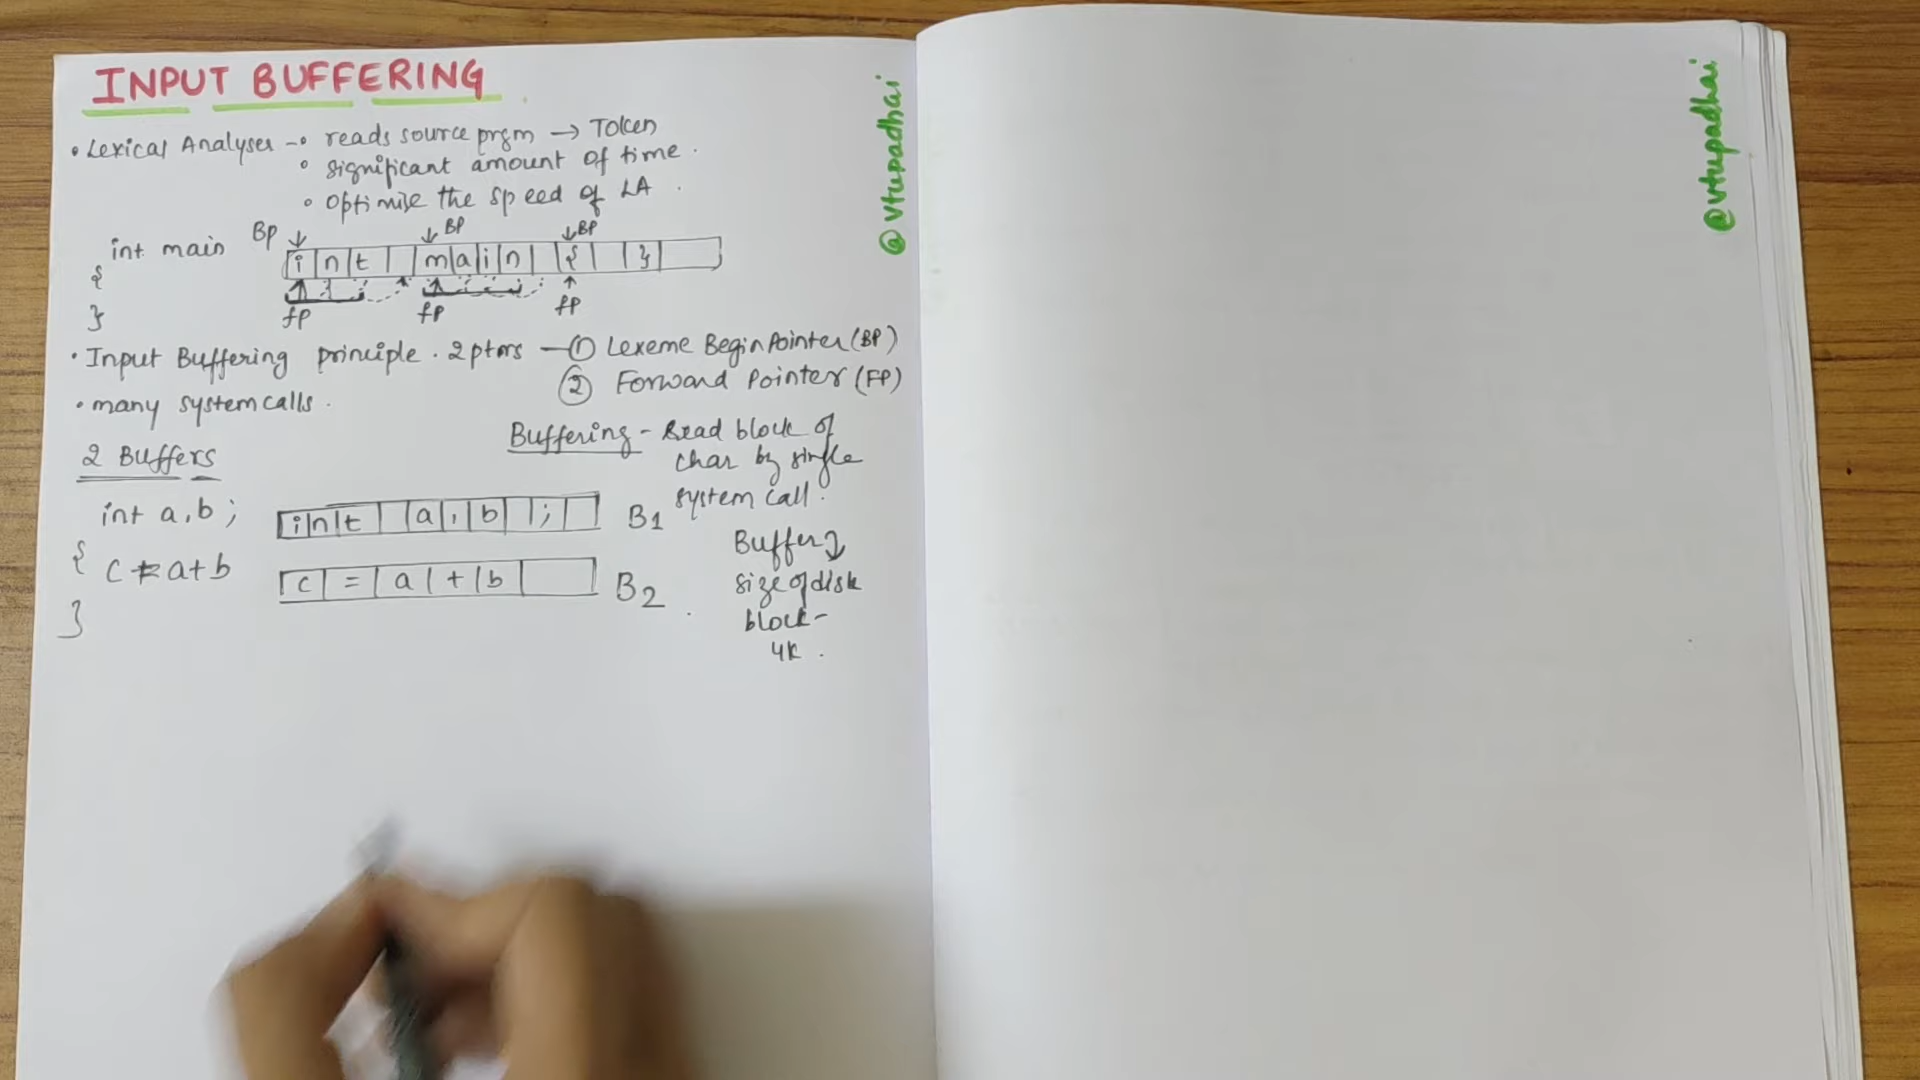 INPUT BUFFERING
• Lexical Analyser -◦ reads source prgm → Token
◦ significant amount of time.
◦ Optimise the speed of LA.
BP ↓ ↓ BP ↓BP
int main
i|n|t| |m|a|i|n| |{| |}|
{
fp fp fp
}
• Input Buffering principle. 2 ptrs — ① Lexeme Begin Pointer (BP)
② Forward Pointer (FP)
• many system calls.
Buffering - Read block of
char by single
system call.
2 Buffers
int a,b;
i|n|t| |a|,|b| |;| B1
{
c = a+b
c|=|a|+|b| B2
}
Buffer
size of disk
block -
4K.
@vtupadhai
@vtupadhai